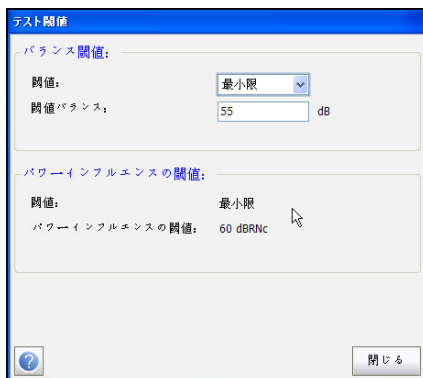 テスト閾値
バランス閾値:
閾値: 最小限
閾値バランス: 55 dB
パワーインフルエンスの閾値:
閾値: 最小限
パワーインフルエンスの閾値: 60 dBRNc
? 閉じる